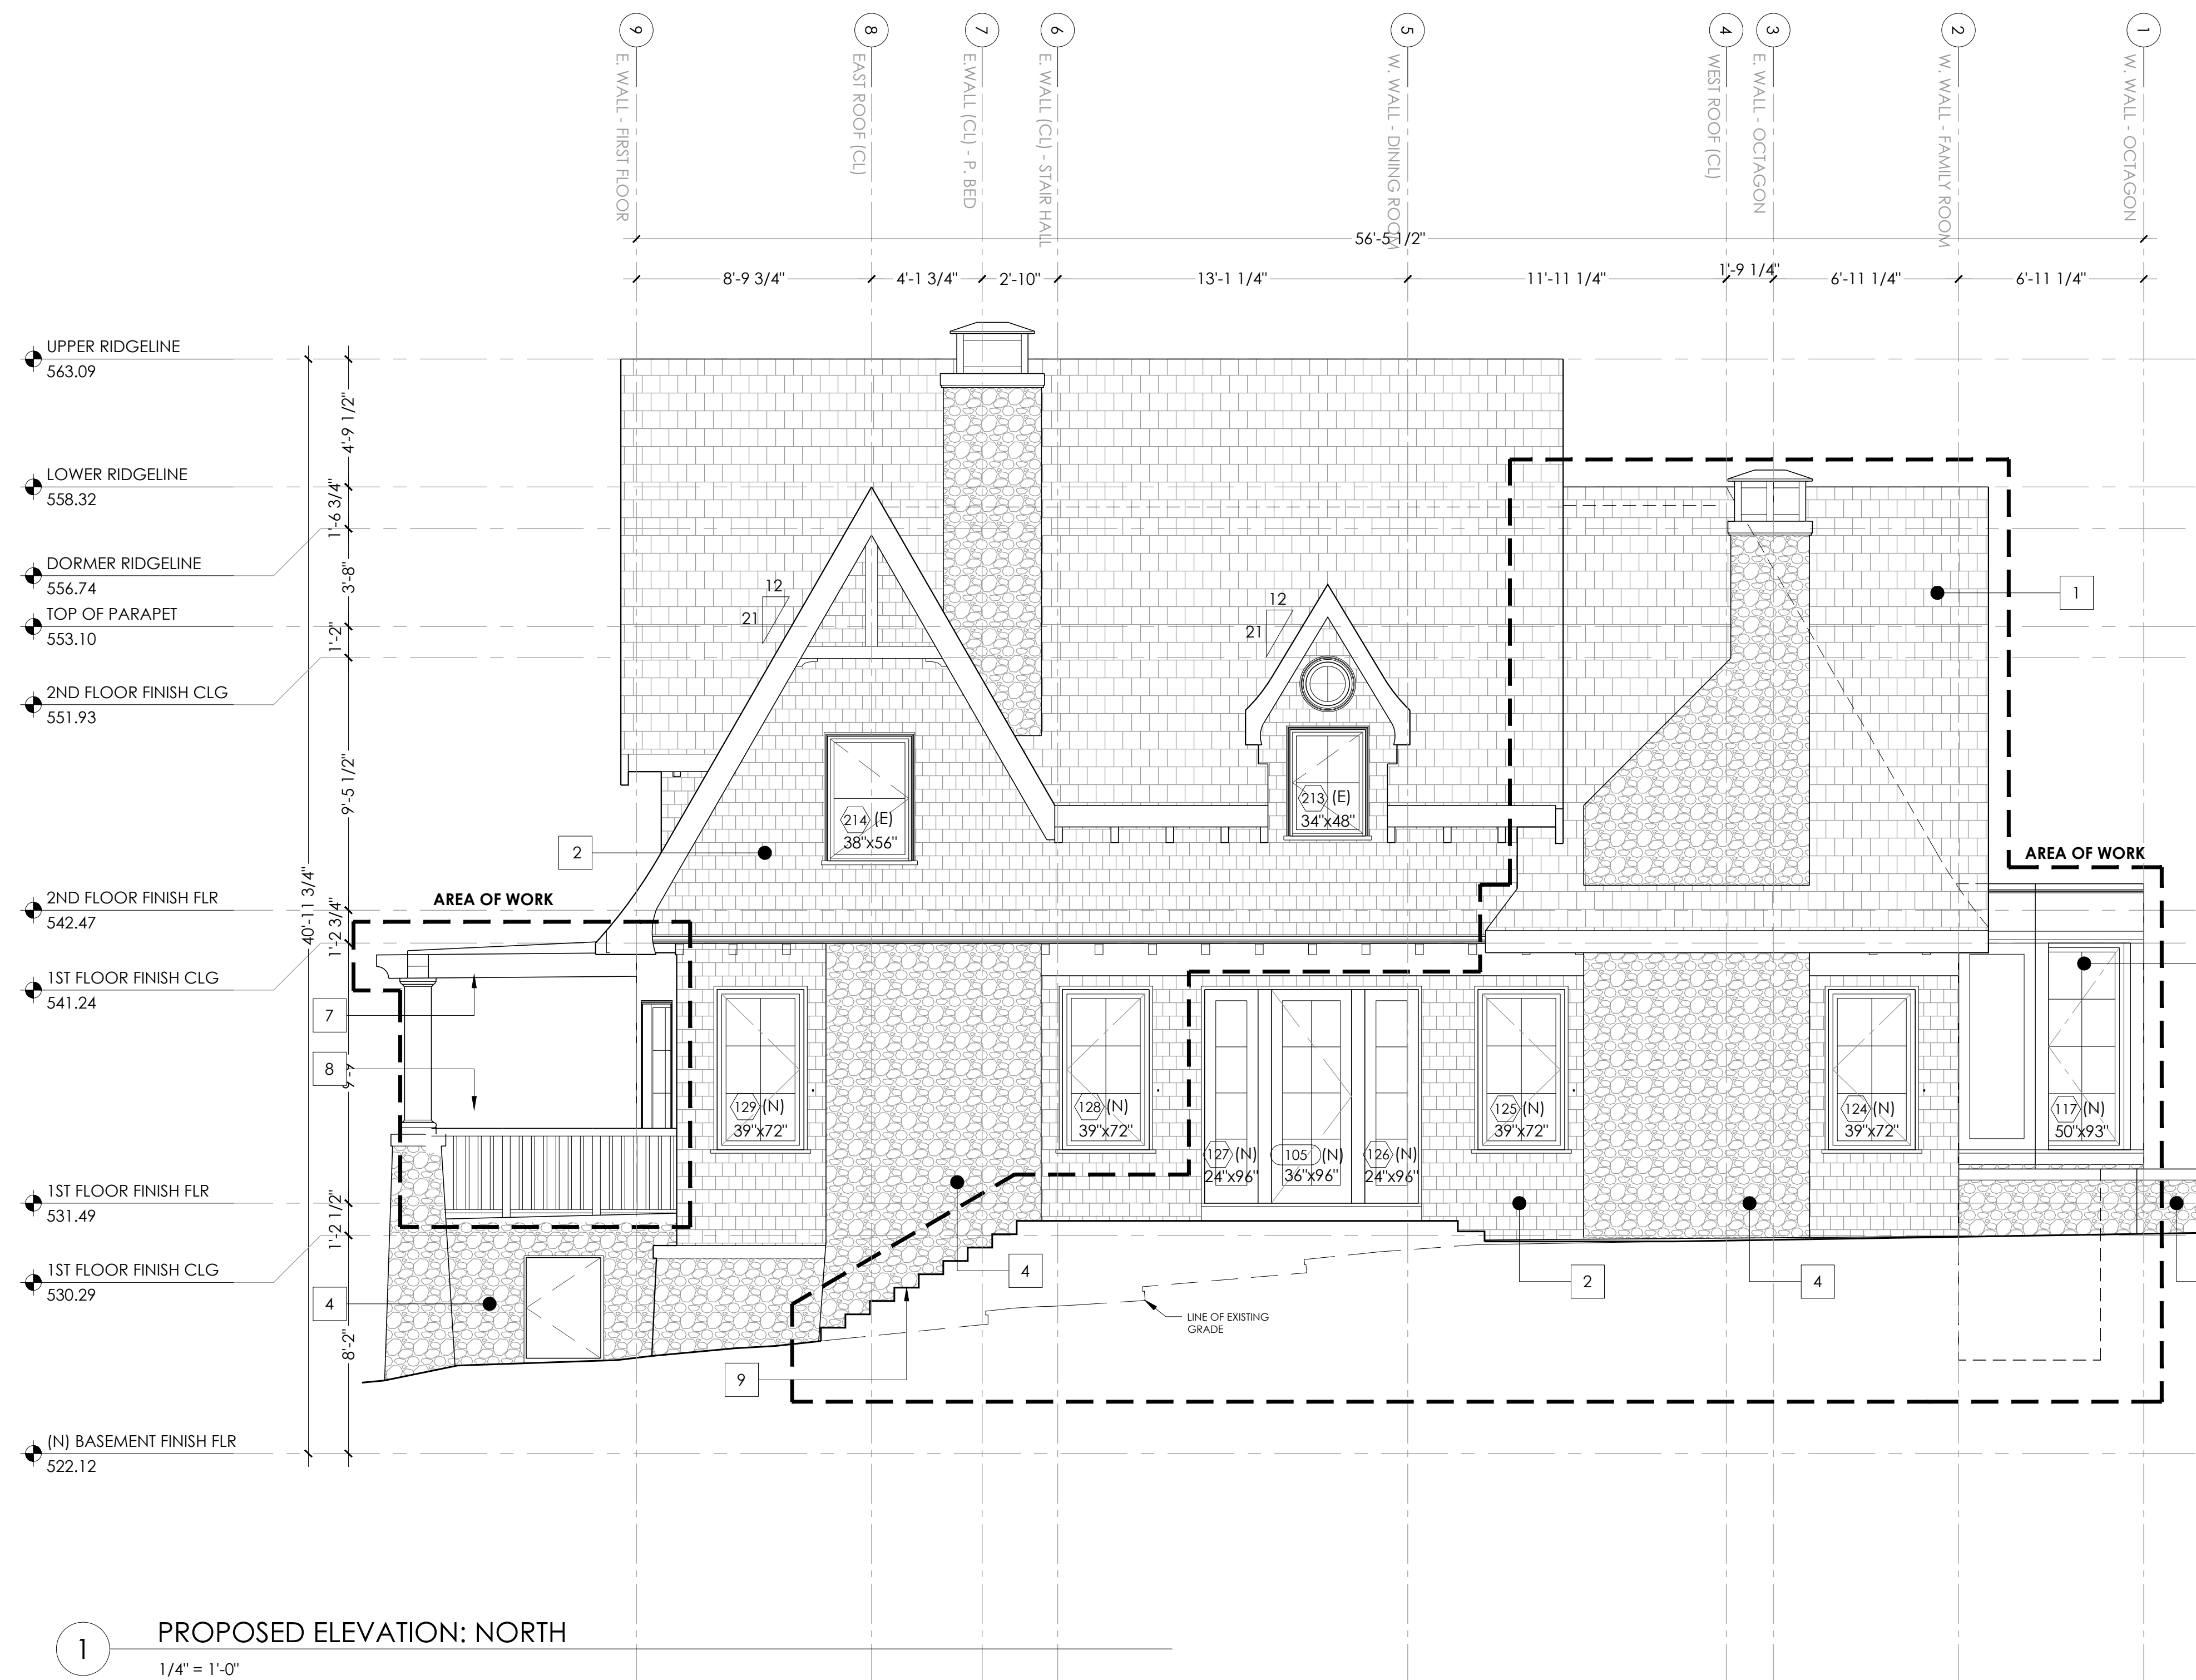 9
8
7
6
5
4
3
2
1
E. WALL - FIRST FLOOR
EAST ROOF (CL)
E.WALL (CL) - P. BED
E. WALL (CL) - STAIR HALL
W. WALL - DINING ROOM
WEST ROOF (CL)
E. WALL - OCTAGON
W. WALL - FAMILY ROOM
W. WALL - OCTAGON
56'-5 1/2"
8'-9 3/4"
4'-1 3/4"
2'-10"
13'-1 1/4"
11'-11 1/4"
1'-9 1/4"
6'-11 1/4"
6'-11 1/4"
UPPER RIDGELINE
563.09
LOWER RIDGELINE
558.32
DORMER RIDGELINE
556.74
TOP OF PARAPET
553.10
2ND FLOOR FINISH CLG
551.93
2ND FLOOR FINISH FLR
542.47
1ST FLOOR FINISH CLG
541.24
1ST FLOOR FINISH FLR
531.49
1ST FLOOR FINISH CLG
530.29
(N) BASEMENT FINISH FLR
522.12
40'-11 3/4"
4'-9 1/2"
1'-6 3/4"
3'-8"
1'-2"
9'-5 1/2"
1'-2 3/4"
1'-2 1/2"
8'-2"
12
21
12
21
1
2
AREA OF WORK
AREA OF WORK
214 (E)
38"x56"
213 (E)
34"x48"
7
8
129 (N)
39"x72"
128 (N)
39"x72"
127 (N)
24"x96"
105 (N)
36"x96"
126 (N)
24"x96"
125 (N)
39"x72"
124 (N)
39"x72"
117 (N)
50"x93"
4
4
2
4
9
LINE OF EXISTING
GRADE
1
PROPOSED ELEVATION: NORTH
1/4" = 1'-0"